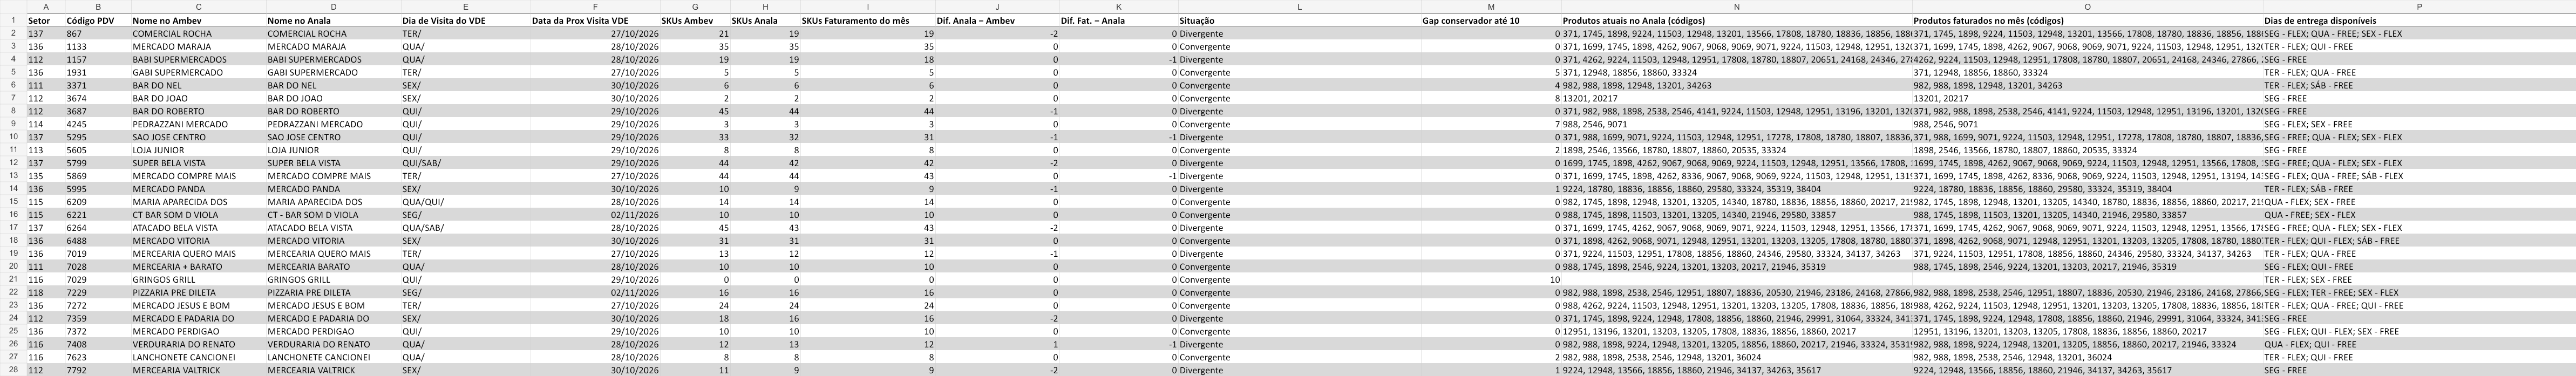 A B C D E F G H I J K L M N O P
1 Setor Código PDV Nome no Ambev Nome no Anala Dia de Visita do VDE Data da Prox Visita VDE SKUs Ambev SKUs Anala SKUs Faturamento do mês Dif. Anala – Ambev Dif. Fat. – Anala Situação Gap conservador até 10 Produtos atuais no Anala (códigos) Produtos faturados no mês (códigos) Dias de entrega disponíveis
2 137 867 COMERCIAL ROCHA COMERCIAL ROCHA TER/ 27/10/2026 21 19 19 -2 0 Divergente 0 371, 1745, 1898, 9224, 11503, 12948, 13201, 13566, 17808, 18780, 18836, 18856, 371, 1745, 1898, 9224, 11503, 12948, 13201, 13566, 17808, 18780, 18836, 18856, SEG - FLEX; QUA - FREE; SEX - FLEX
3 136 1133 MERCADO MARAJA MERCADO MARAJA QUA/ 28/10/2026 35 35 35 0 0 Convergente 0 371, 1699, 1745, 1898, 4262, 9067, 9068, 9069, 9071, 9224, 11503, 12948, 12951, 371, 1699, 1745, 1898, 4262, 9067, 9068, 9069, 9071, 9224, 11503, 12948, 12951, TER - FLEX; QUI - FREE
4 112 1157 BABI SUPERMERCADOS BABI SUPERMERCADOS QUA/ 28/10/2026 19 19 18 0 -1 Divergente 0 371, 4262, 9224, 11503, 12948, 12951, 17808, 18780, 18807, 20651, 24168, 24346, 4262, 9224, 11503, 12948, 12951, 17808, 18780, 18807, 20651, 24168, 24346, 27866, SEG - FREE
5 136 1931 GABI SUPERMERCADO GABI SUPERMERCADO TER/ 27/10/2026 5 5 5 0 0 Convergente 5 371, 12948, 18856, 18860, 33324 371, 12948, 18856, 18860, 33324 TER - FLEX; QUA - FREE
6 111 3371 BAR DO NEL BAR DO NEL SEX/ 30/10/2026 6 6 6 0 0 Convergente 4 982, 988, 1898, 12948, 13201, 34263 982, 988, 1898, 12948, 13201, 34263 TER - FLEX; SÁB - FREE
7 112 3674 BAR DO JOAO BAR DO JOAO SEX/ 30/10/2026 2 2 2 0 0 Convergente 8 13201, 20217 13201, 20217 SEG - FREE
8 112 3687 BAR DO ROBERTO BAR DO ROBERTO QUI/ 29/10/2026 45 44 44 -1 0 Divergente 0 371, 982, 988, 1898, 2538, 2546, 4141, 9224, 11503, 12948, 12951, 13196, 13201, 371, 982, 988, 1898, 2538, 2546, 4141, 9224, 11503, 12948, 12951, 13196, 13201, SEG - FREE
9 114 4245 PEDRAZZANI MERCADO PEDRAZZANI MERCADO QUI/ 29/10/2026 3 3 3 0 0 Convergente 7 988, 2546, 9071 988, 2546, 9071 SEG - FLEX; SEX - FREE
10 137 5295 SAO JOSE CENTRO SAO JOSE CENTRO QUI/ 29/10/2026 33 32 31 -1 -1 Divergente 0 371, 988, 1699, 9071, 9224, 11503, 12948, 12951, 17278, 17808, 18780, 18807, 18836, 371, 988, 1699, 9071, 9224, 11503, 12948, 12951, 17278, 17808, 18780, 18807, 18836, SEG - FREE; QUA - FLEX; SEX - FLEX
11 113 5605 LOJA JUNIOR LOJA JUNIOR QUI/ 29/10/2026 8 8 8 0 0 Convergente 2 1898, 2546, 13566, 18780, 18807, 18860, 20535, 33324 1898, 2546, 13566, 18780, 18807, 18860, 20535, 33324 SEG - FREE
12 137 5799 SUPER BELA VISTA SUPER BELA VISTA QUI/SAB/ 29/10/2026 44 42 42 -2 0 Divergente 0 1699, 1745, 1898, 4262, 9067, 9068, 9069, 9224, 11503, 12948, 12951, 13566, 17808, 1699, 1745, 1898, 4262, 9067, 9068, 9069, 9224, 11503, 12948, 12951, 13566, 17808, SEG - FREE; QUA - FLEX; SEX - FLEX
13 135 5869 MERCADO COMPRE MAIS MERCADO COMPRE MAIS TER/ 27/10/2026 44 44 43 0 -1 Divergente 0 371, 1699, 1745, 1898, 4262, 8336, 9067, 9068, 9069, 9224, 11503, 12948, 12951, 371, 1699, 1745, 1898, 4262, 8336, 9067, 9068, 9069, 9224, 11503, 12948, 12951, 13194, SEG - FLEX; QUA - FREE; SÁB - FLEX
14 136 5995 MERCADO PANDA MERCADO PANDA SEX/ 30/10/2026 10 9 9 -1 0 Divergente 1 9224, 18780, 18836, 18856, 18860, 29580, 33324, 35319, 38404 9224, 18780, 18836, 18856, 18860, 29580, 33324, 35319, 38404 TER - FLEX; SÁB - FREE
15 115 6209 MARIA APARECIDA DOS MARIA APARECIDA DOS QUA/QUI/ 28/10/2026 14 14 14 0 0 Convergente 0 982, 1745, 1898, 12948, 13201, 13205, 14340, 18780, 18836, 18856, 18860, 20217, 982, 1745, 1898, 12948, 13201, 13205, 14340, 18780, 18836, 18856, 18860, 20217, QUA - FLEX; SEX - FREE
16 115 6221 CT BAR SOM D VIOLA CT - BAR SOM D VIOLA SEG/ 02/11/2026 10 10 10 0 0 Convergente 0 988, 1745, 1898, 11503, 13201, 13205, 14340, 21946, 29580, 33857 988, 1745, 1898, 11503, 13201, 13205, 14340, 21946, 29580, 33857 QUA - FREE; SEX - FLEX
17 137 6264 ATACADO BELA VISTA ATACADO BELA VISTA QUA/SAB/ 28/10/2026 45 43 43 -2 0 Divergente 0 371, 1699, 1745, 4262, 9067, 9068, 9069, 9071, 9224, 11503, 12948, 12951, 13566, 371, 1699, 1745, 4262, 9067, 9068, 9069, 9071, 9224, 11503, 12948, 12951, 13566, SEG - FLEX; QUA - FREE; SEX - FLEX
18 136 6488 MERCADO VITORIA MERCADO VITORIA SEX/ 30/10/2026 31 31 31 0 0 Convergente 0 371, 1898, 4262, 9068, 9071, 12948, 12951, 13201, 13203, 13205, 17808, 18780, 371, 1898, 4262, 9068, 9071, 12948, 12951, 13201, 13203, 13205, 17808, 18780, TER - FLEX; QUI - FLEX; SÁB - FREE
19 136 7019 MERCEARIA QUERO MAIS MERCEARIA QUERO MAIS TER/ 27/10/2026 13 12 12 -1 0 Divergente 0 371, 9224, 11503, 12951, 17808, 18856, 18860, 24346, 29580, 33324, 34137, 34263 371, 9224, 11503, 12951, 17808, 18856, 18860, 24346, 29580, 33324, 34137, 34263 TER - FLEX; QUA - FREE
20 111 7028 MERCEARIA + BARATO MERCEARIA BARATO QUA/ 28/10/2026 10 10 10 0 0 Convergente 0 988, 1745, 1898, 2546, 9224, 13201, 13203, 20217, 21946, 35319 988, 1745, 1898, 2546, 9224, 13201, 13203, 20217, 21946, 35319 SEG - FLEX; QUI - FREE
21 116 7029 GRINGOS GRILL GRINGOS GRILL QUI/ 29/10/2026 0 0 0 0 0 Convergente 10 TER - FLEX; SEX - FREE
22 118 7229 PIZZARIA PRE DILETA PIZZARIA PRE DILETA SEG/ 02/11/2026 16 16 16 0 0 Convergente 0 982, 988, 1898, 2538, 2546, 12951, 18807, 18836, 20530, 21946, 23186, 24168, 27866, 982, 988, 1898, 2538, 2546, 12951, 18807, 18836, 20530, 21946, 23186, 24168, 27866, SEG - FLEX; TER - FREE; SEX - FLEX
23 136 7272 MERCADO JESUS E BOM MERCADO JESUS E BOM TER/ 27/10/2026 24 24 24 0 0 Convergente 0 988, 4262, 9224, 11503, 12948, 12951, 13201, 13203, 13205, 17808, 18836, 18856, 988, 4262, 9224, 11503, 12948, 12951, 13201, 13203, 13205, 17808, 18836, 18856, TER - FLEX; QUA - FREE; QUI - FREE
24 112 7359 MERCADO E PADARIA DO MERCADO E PADARIA DO SEX/ 30/10/2026 18 16 16 -2 0 Divergente 0 371, 1745, 1898, 9224, 12948, 17808, 18856, 18860, 21946, 29991, 31064, 33324, 371, 1745, 1898, 9224, 12948, 17808, 18856, 18860, 21946, 29991, 31064, 33324, SEG - FREE
25 136 7372 MERCADO PERDIGAO MERCADO PERDIGAO QUI/ 29/10/2026 10 10 10 0 0 Convergente 0 12951, 13196, 13201, 13203, 13205, 17808, 18836, 18856, 18860, 20217 12951, 13196, 13201, 13203, 13205, 17808, 18836, 18856, 18860, 20217 SEG - FLEX; QUI - FLEX; SEX - FREE
26 116 7408 VERDURARIA DO RENATO VERDURARIA DO RENATO QUA/ 28/10/2026 12 13 12 1 -1 Divergente 0 982, 988, 1898, 9224, 12948, 13201, 13205, 18856, 18860, 20217, 21946, 33324, 982, 988, 1898, 9224, 12948, 13201, 13205, 18856, 18860, 20217, 21946, 33324 QUA - FLEX; QUI - FREE
27 116 7623 LANCHONETE CANCIONEI LANCHONETE CANCIONEI QUA/ 28/10/2026 8 8 8 0 0 Convergente 2 982, 988, 1898, 2538, 2546, 12948, 13201, 36024 982, 988, 1898, 2538, 2546, 12948, 13201, 36024 TER - FLEX; QUI - FREE
28 112 7792 MERCEARIA VALTRICK MERCEARIA VALTRICK SEX/ 30/10/2026 11 9 9 -2 0 Divergente 1 9224, 12948, 13566, 18856, 18860, 21946, 34137, 34263, 35617 9224, 12948, 13566, 18856, 18860, 21946, 34137, 34263, 35617 SEG - FREE